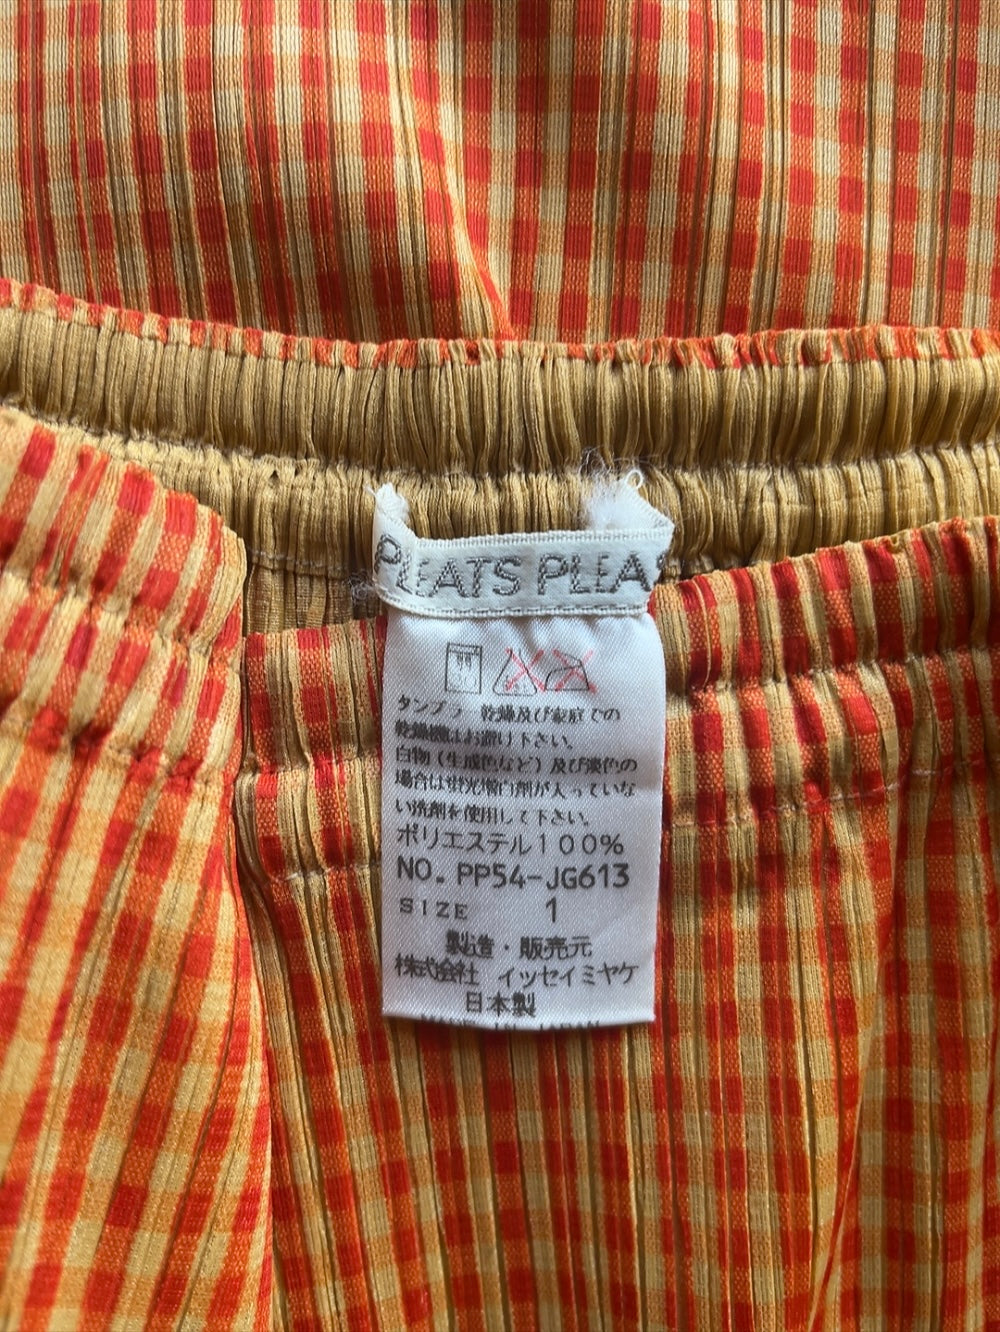 PLEATS PLEA
タンブラー乾燥及び家庭での
乾燥機はお避け下さい。
白物(生成色など)及び淡色の
場合は蛍光増白剤が入っていな
い洗剤を使用して下さい。
ポリエステル100%
NO. PP54-JG613
SIZE 1
製造・販売元
株式会社 イッセイミヤケ
日本製